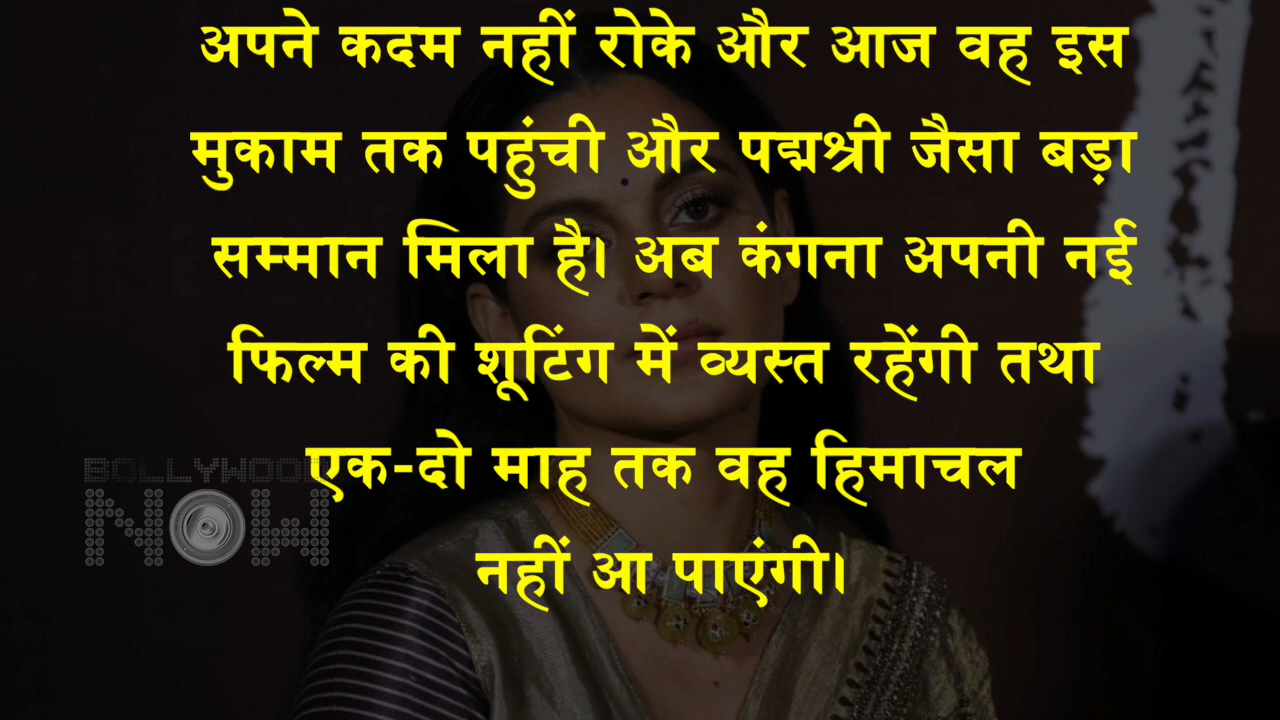 अपने कदम नहीं रोके और आज वह इस
मुकाम तक पहुंची और पद्मश्री जैसा बड़ा
सम्मान मिला है। अब कंगना अपनी नई
फिल्म की शूटिंग में व्यस्त रहेंगी तथा
एक-दो माह तक वह हिमाचल
नहीं आ पाएंगी।
BOLLYWOOD
NOW